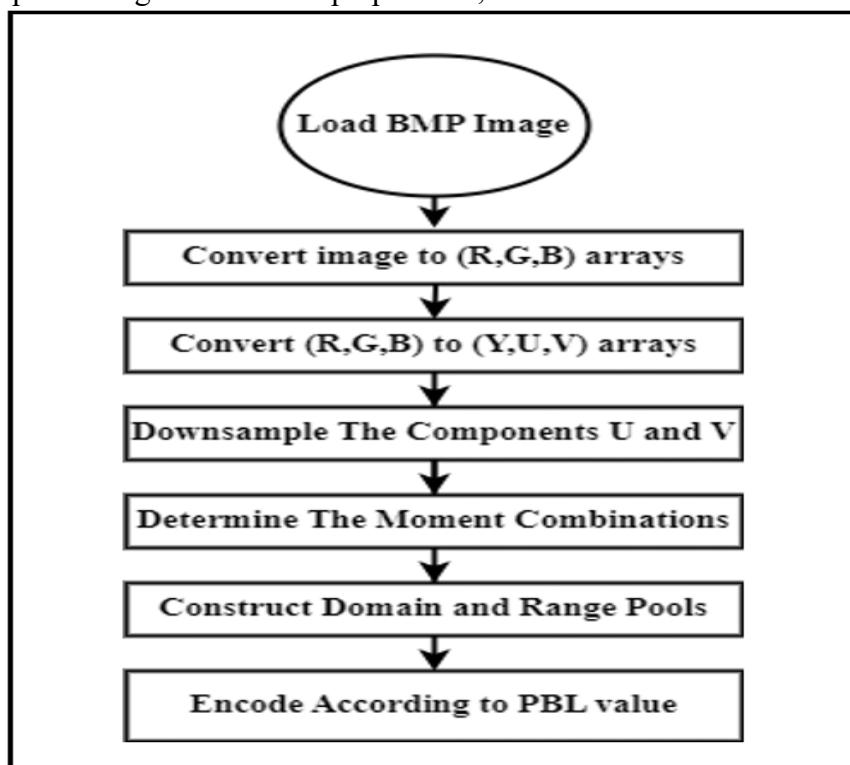 Load BMP Image
Convert image to (R,G,B) arrays
Convert (R,G,B) to (Y,U,V) arrays
Downsample The Components U and V
Determine The Moment Combinations
Construct Domain and Range Pools
Encode According to PBL value